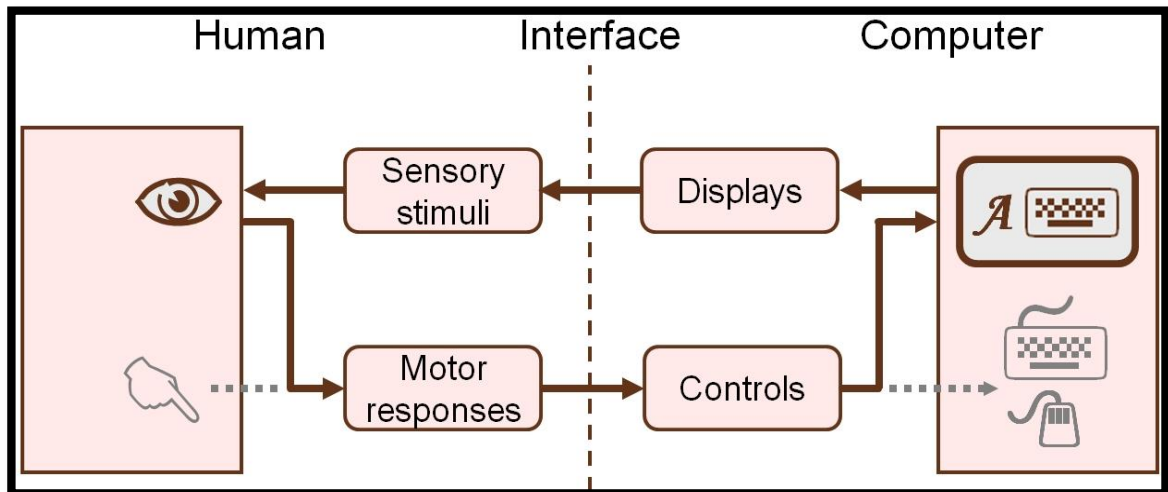 Human Interface Computer
Sensory
stimuli
Displays
A
Motor
responses
Controls